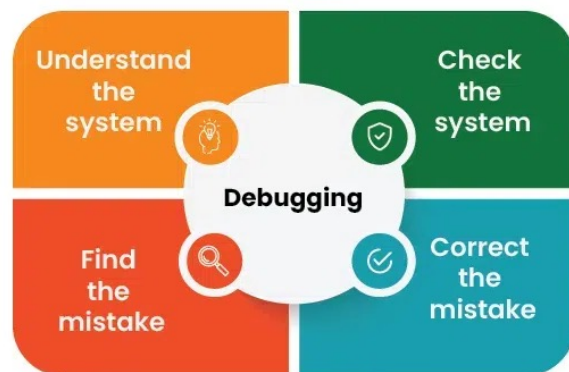 Understand
the
system
Check
the
system
Debugging
Find
the
mistake
Correct
the
mistake